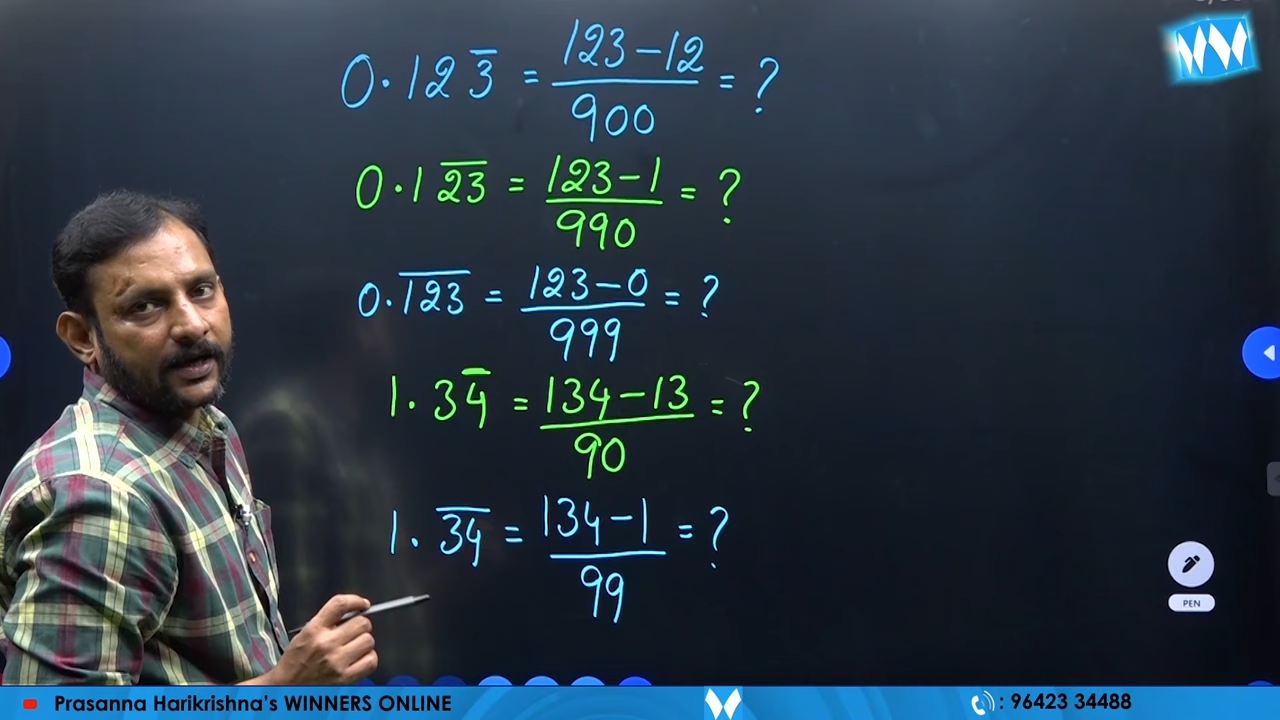 0.123̅ = 123-12/900 = ?
0.12̅3̅ = 123-1/990 = ?
0.1̅2̅3̅ = 123-0/999 = ?
1.34̅ = 134-13/90 = ?
1.3̅4̅ = 134-1/99 = ?
PEN
Prasanna Harikrishna's WINNERS ONLINE
: 96423 34488